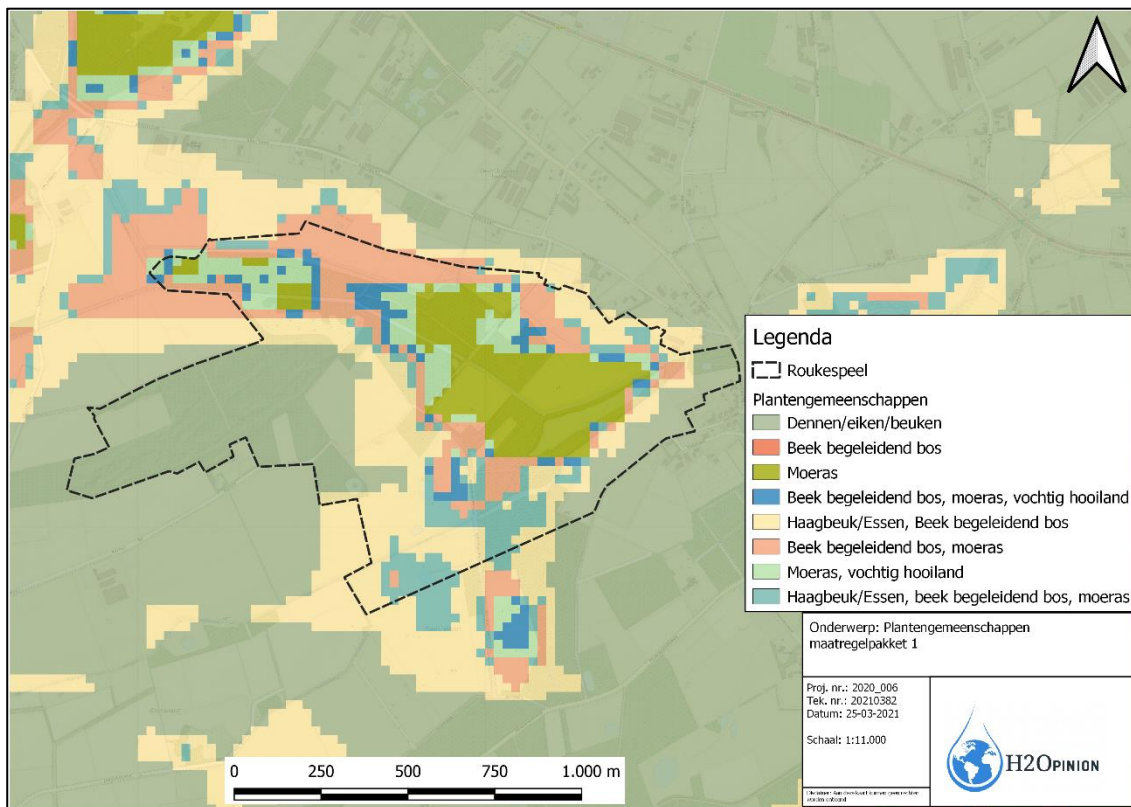 Legenda
Roukespeel
Plantengemeenschappen
Dennen/eiken/beuken
Beek begeleidend bos
Moeras
Beek begeleidend bos, moeras, vochtig hooiland
Haagbeuk/Essen, Beek begeleidend bos
Beek begeleidend bos, moeras
Moeras, vochtig hooiland
Haagbeuk/Essen, beek begeleidend bos, moeras
Onderwerp: Plantengemeenschappen
maatregelpakket 1
Proj. nr.: 2020_006
Tek. nr.: 20210382
Datum: 25-03-2021
Schaal: 1:11.000
H2OPINION
0 250 500 750 1.000 m